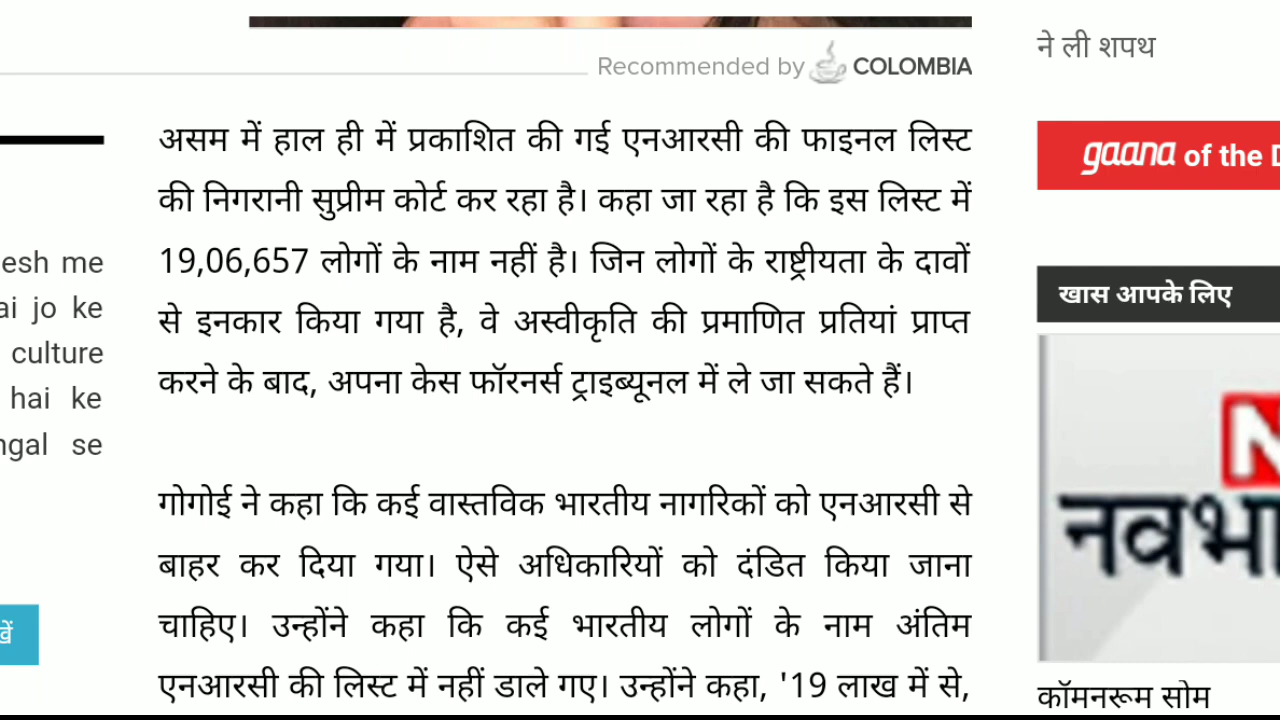 Recommended by COLOMBIA
असम में हाल ही में प्रकाशित की गई एनआरसी की फाइनल लिस्ट
की निगरानी सुप्रीम कोर्ट कर रहा है। कहा जा रहा है कि इस लिस्ट में
19,06,657 लोगों के नाम नहीं है। जिन लोगों के राष्ट्रीयता के दावों
से इनकार किया गया है, वे अस्वीकृति की प्रमाणित प्रतियां प्राप्त
करने के बाद, अपना केस फॉरनर्स ट्राइब्यूनल में ले जा सकते हैं।
गोगोई ने कहा कि कई वास्तविक भारतीय नागरिकों को एनआरसी से
बाहर कर दिया गया। ऐसे अधिकारियों को दंडित किया जाना
चाहिए। उन्होंने कहा कि कई भारतीय लोगों के नाम अंतिम
एनआरसी की लिस्ट में नहीं डाले गए। उन्होंने कहा, '19 लाख में से,
esh me
ai jo ke
culture
hai ke
ngal se
ने ली शपथ
gaana of the D
खास आपके लिए
नवभा
कॉमनरूम सोम